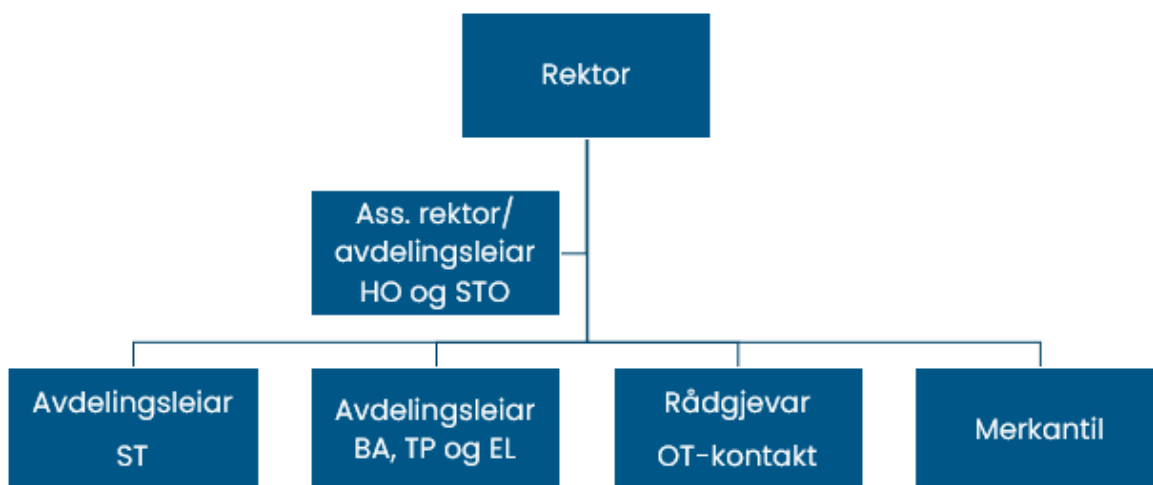 Rektor
Ass. rektor/
avdelingsleiar
HO og STO
Avdelingsleiar
ST
Avdelingsleiar
BA, TP og EL
Rådgjevar
OT-kontakt
Merkantil